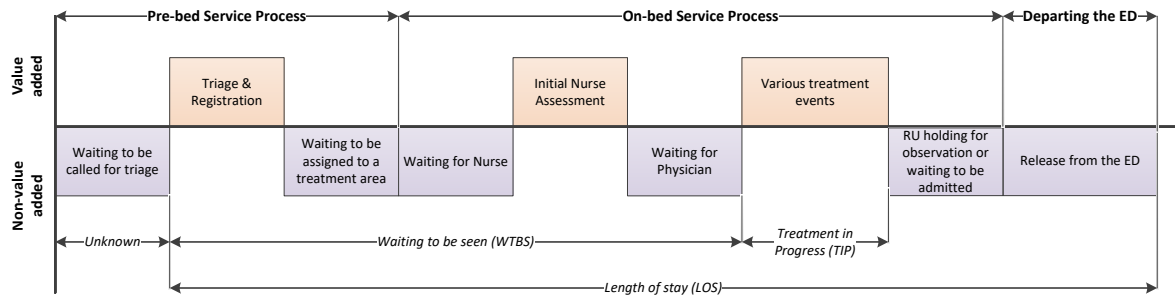 Pre-bed Service Process
On-bed Service Process
Departing the ED
Value
added
Triage &
Registration
Initial Nurse
Assessment
Various treatment
events
Non-value
added
Waiting to be
called for triage
Waiting to be
assigned to a
treatment area
Waiting for Nurse
Waiting for
Physician
RU holding for
observation or
waiting to be
admitted
Release from the ED
Unknown
Waiting to be seen (WTBS)
Treatment in
Progress (TIP)
Length of stay (LOS)